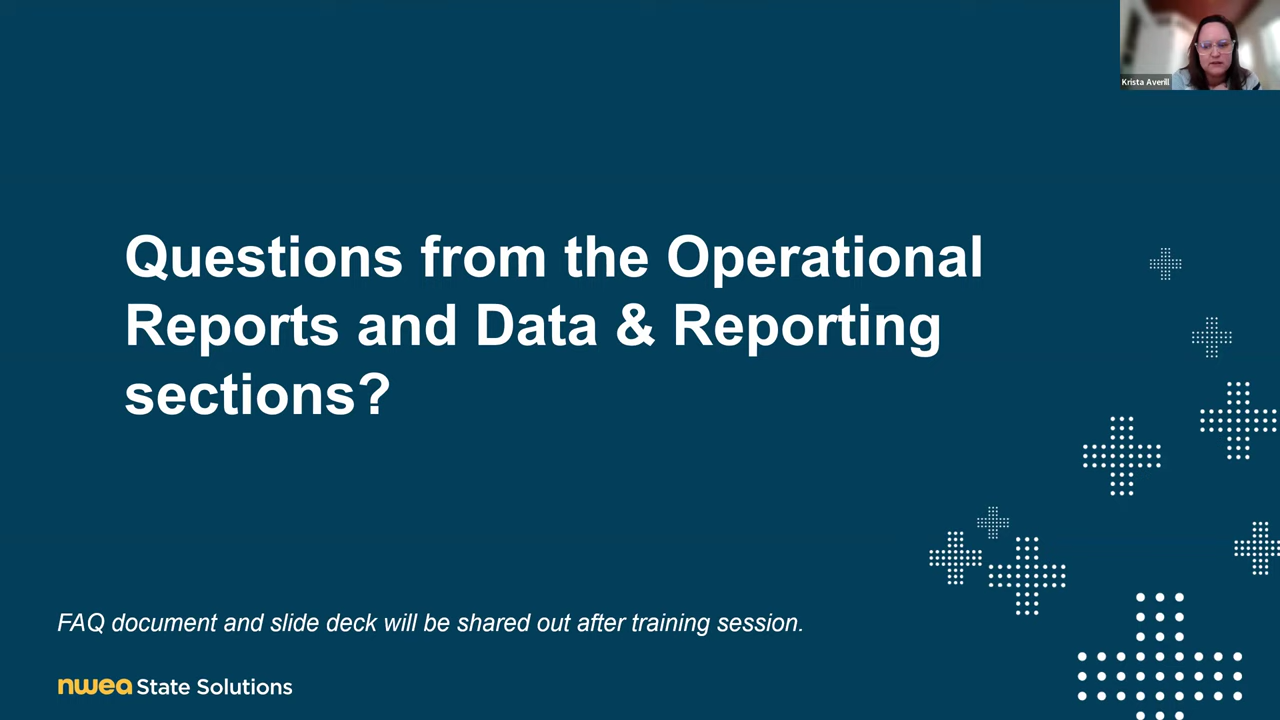 Krista Averill
Questions from the Operational
Reports and Data & Reporting
sections?
FAQ document and slide deck will be shared out after training session.
nwea State Solutions